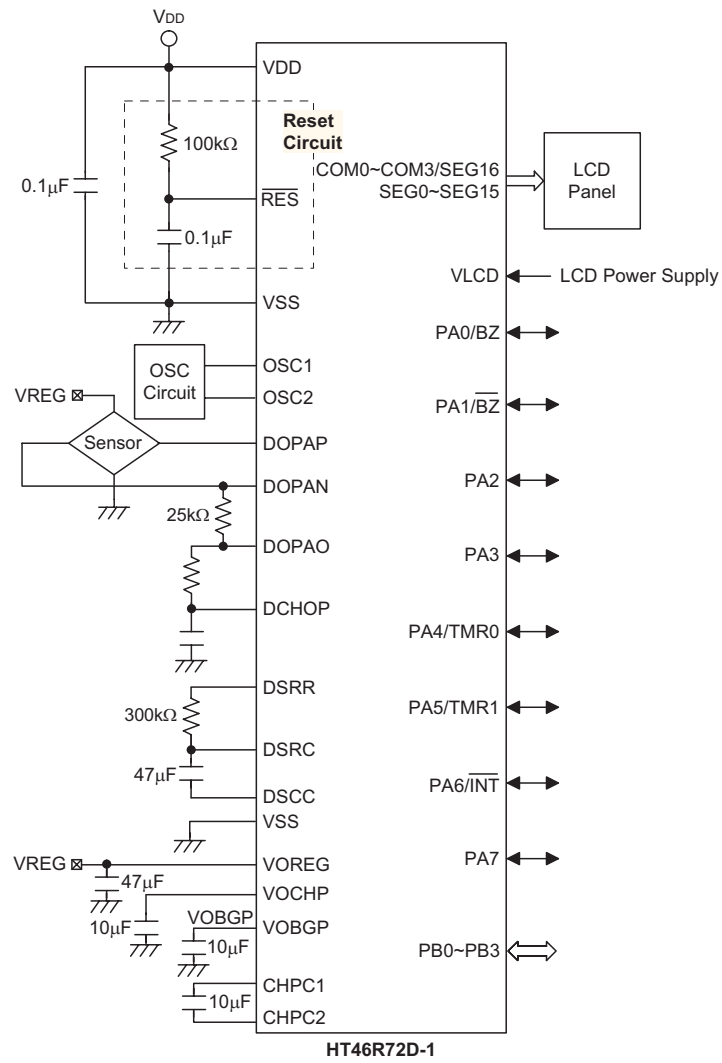 VDD
VDD
Reset
Circuit
100kΩ
COM0~COM3/SEG16
SEG0~SEG15
LCD
Panel
0.1μF
R̅E̅S̅
0.1μF
VLCD
LCD Power Supply
VSS
PA0/BZ
OSC
Circuit
OSC1
OSC2
VREG
PA1/B̅Z̅
Sensor
DOPAP
DOPAN
PA2
25kΩ
DOPAO
PA3
DCHOP
PA4/TMR0
DSRR
PA5/TMR1
300kΩ
DSRC
47μF
PA6/I̅N̅T̅
DSCC
VSS
VREG
VOREG
PA7
47μF
VOCHP
10μF
VOBGP
VOBGP
10μF
PB0~PB3
CHPC1
10μF
CHPC2
HT46R72D-1